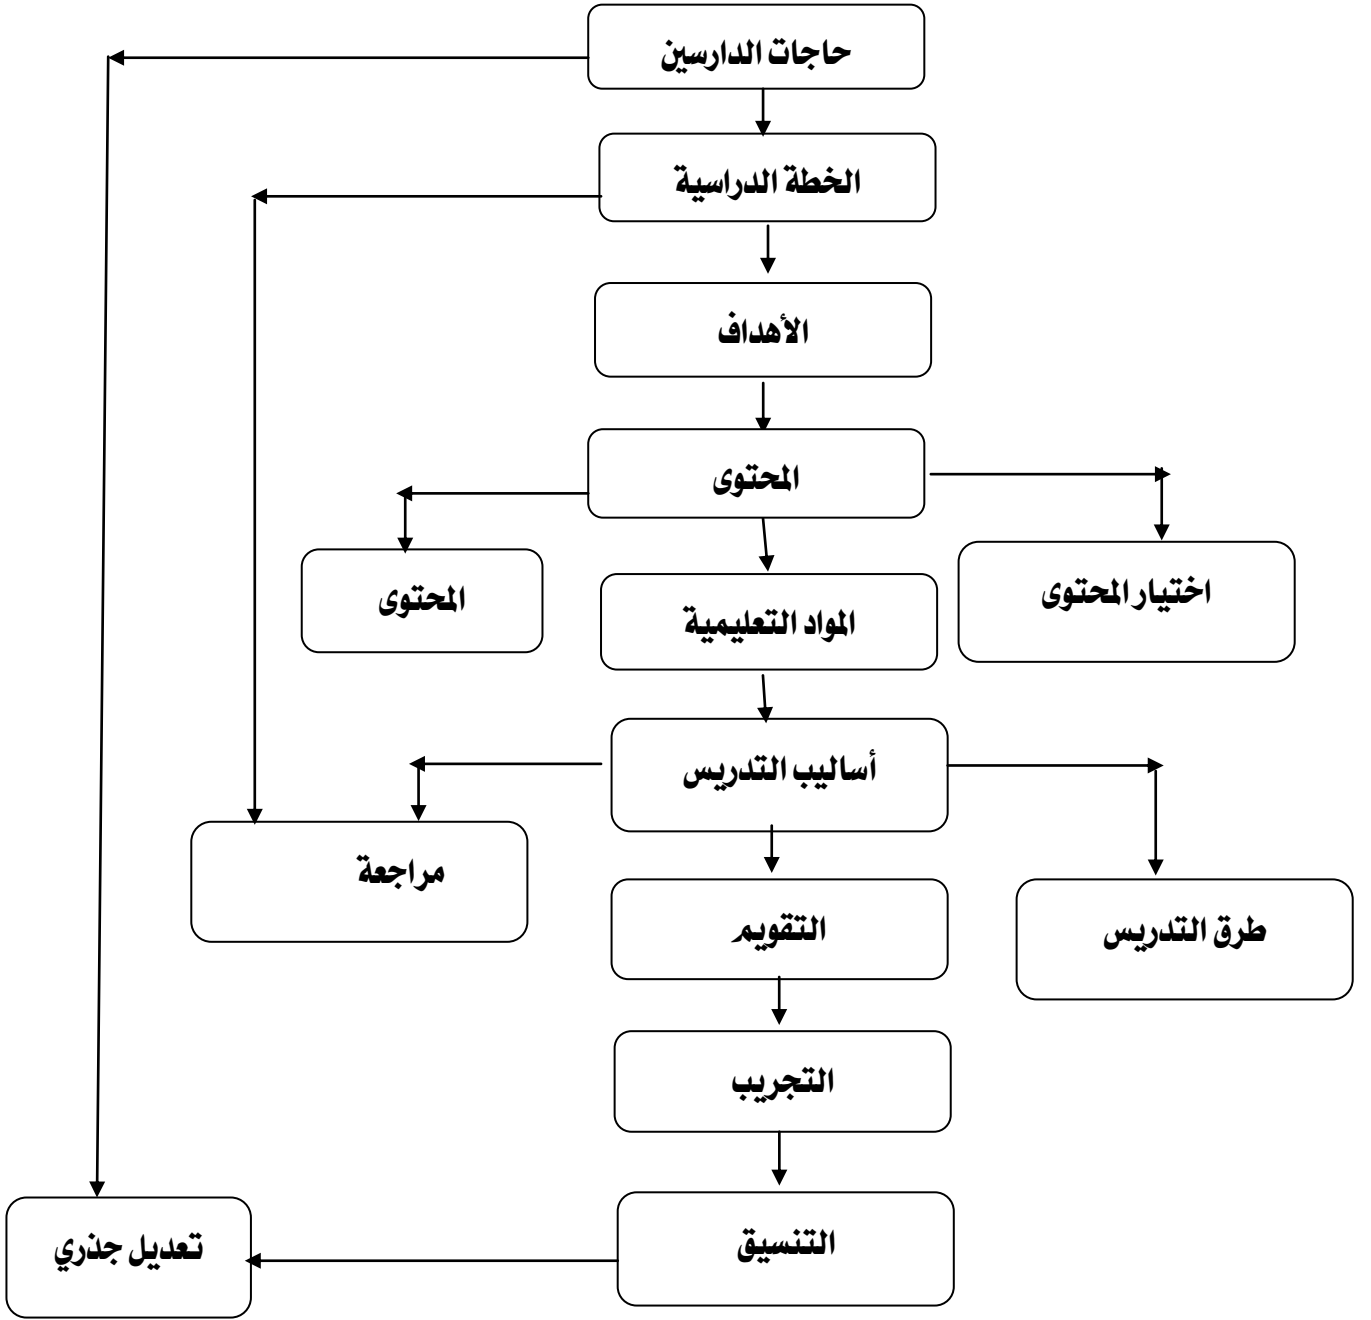 حاجات الدارسين
الخطة الدراسية
الأهداف
المحتوى
اختيار المحتوى
المحتوى
المواد التعليمية
أساليب التدريس
مراجعة
طرق التدريس
التقويم
التجريب
التنسيق
تعديل جذري